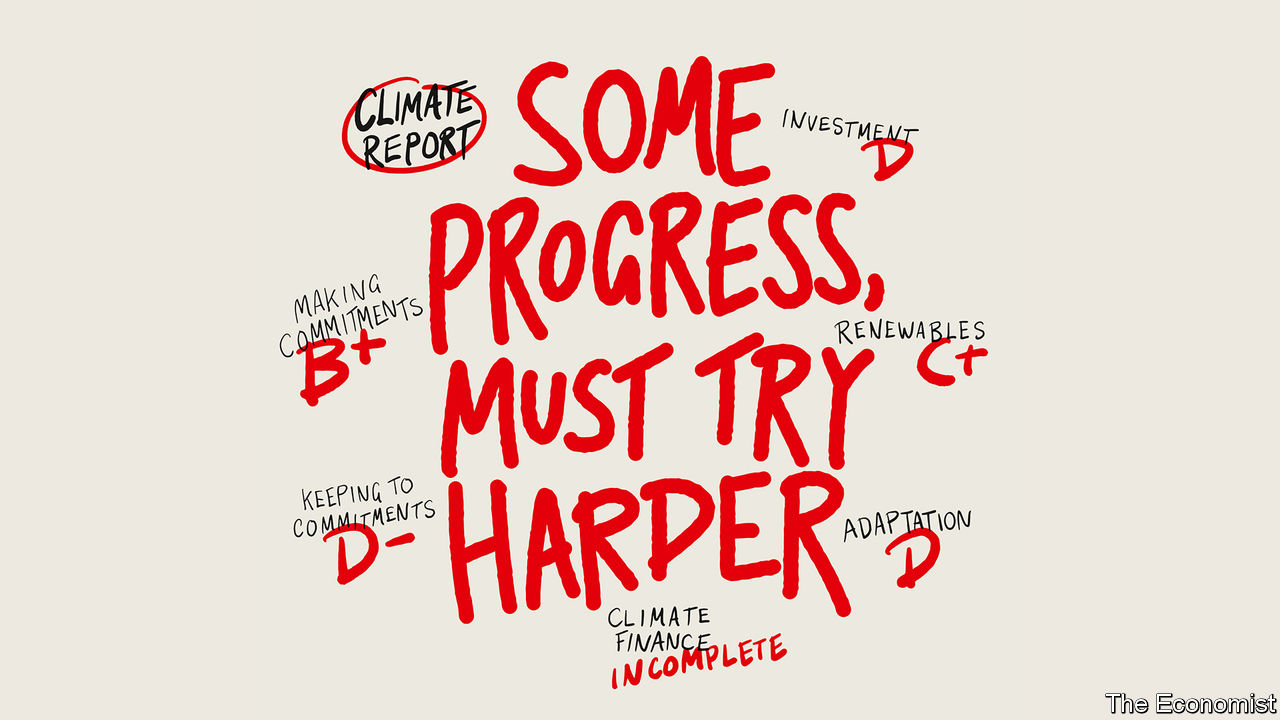 CLIMATE
REPORT
SOME
INVESTMENT
D
PROGRESS,
MAKING
COMMITMENTS
B+
RENEWABLES
C+
MUST TRY
KEEPING TO
COMMITMENTS
D-
HARDER
ADAPTATION
D
CLIMATE
FINANCE
INCOMPLETE
The Economist